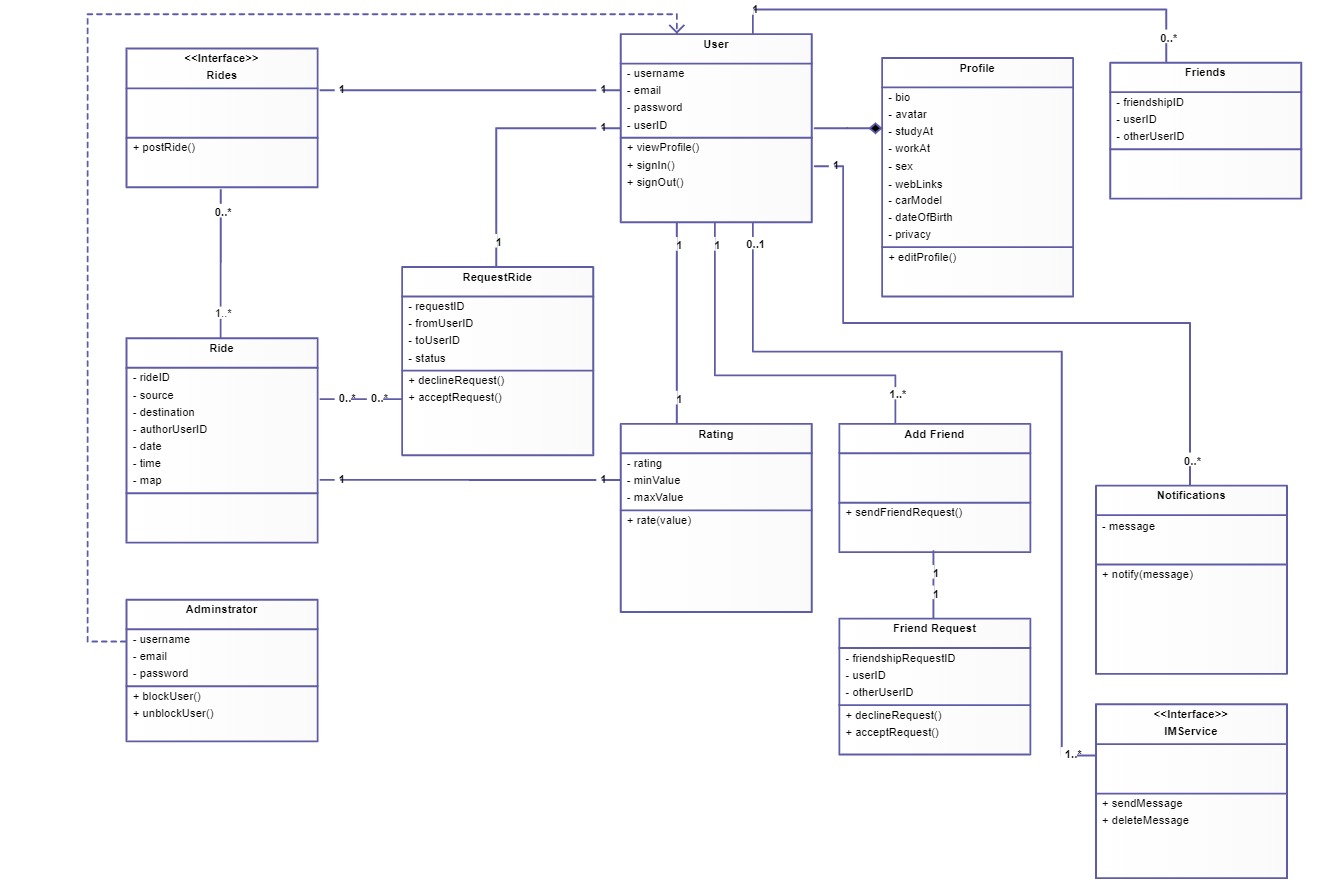 <<Interface>>
Rides
+ postRide()
User
- username
- email
- password
- userID
+ viewProfile()
+ signIn()
+ signOut()
Profile
- bio
- avatar
- studyAt
- workAt
- sex
- webLinks
- carModel
- dateOfBirth
- privacy
+ editProfile()
Friends
- friendshipID
- userID
- otherUserID
1
0..*
1
1
1
1
1
0..*
1..*
1
1
0..1
RequestRide
- requestID
- fromUserID
- toUserID
- status
+ declineRequest()
+ acceptRequest()
Ride
- rideID
- source
- destination
- authorUserID
- date
- time
- map
0..*
0..*
1
1
1
1..*
0..*
Rating
- rating
- minValue
- maxValue
+ rate(value)
Add Friend
+ sendFriendRequest()
1
1
Notifications
- message
+ notify(message)
Adminstrator
- username
- email
- password
+ blockUser()
+ unblockUser()
Friend Request
- friendshipRequestID
- userID
- otherUserID
+ declineRequest()
+ acceptRequest()
1..*
<<Interface>>
IMService
+ sendMessage
+ deleteMessage